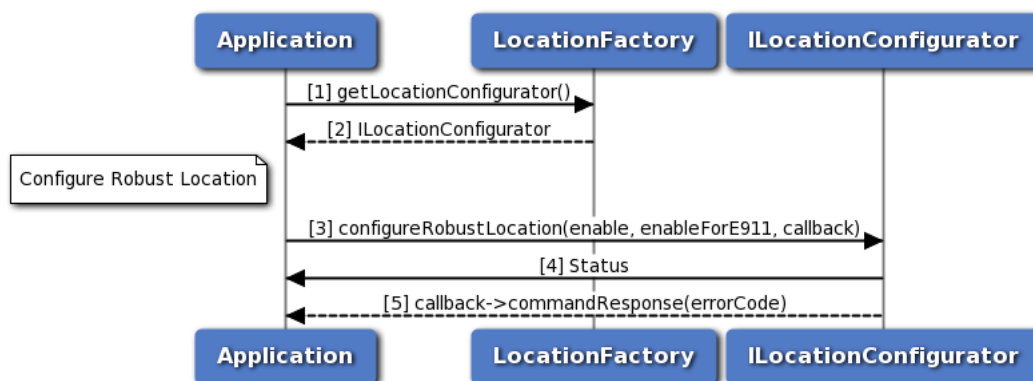 Application
LocationFactory
ILocationConfigurator
[1] getLocationConfigurator()
[2] ILocationConfigurator
Configure Robust Location
[3] configureRobustLocation(enable, enableForE911, callback)
[4] Status
[5] callback->commandResponse(errorCode)
Application
LocationFactory
ILocationConfigurator